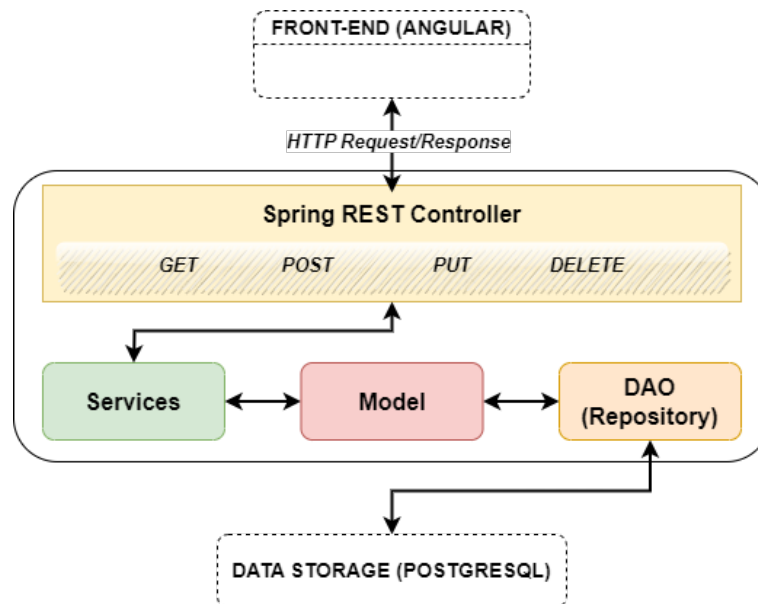 FRONT-END (ANGULAR)
HTTP Request/Response
Spring REST Controller
GET POST PUT DELETE
Services
Model
DAO
(Repository)
DATA STORAGE (POSTGRESQL)